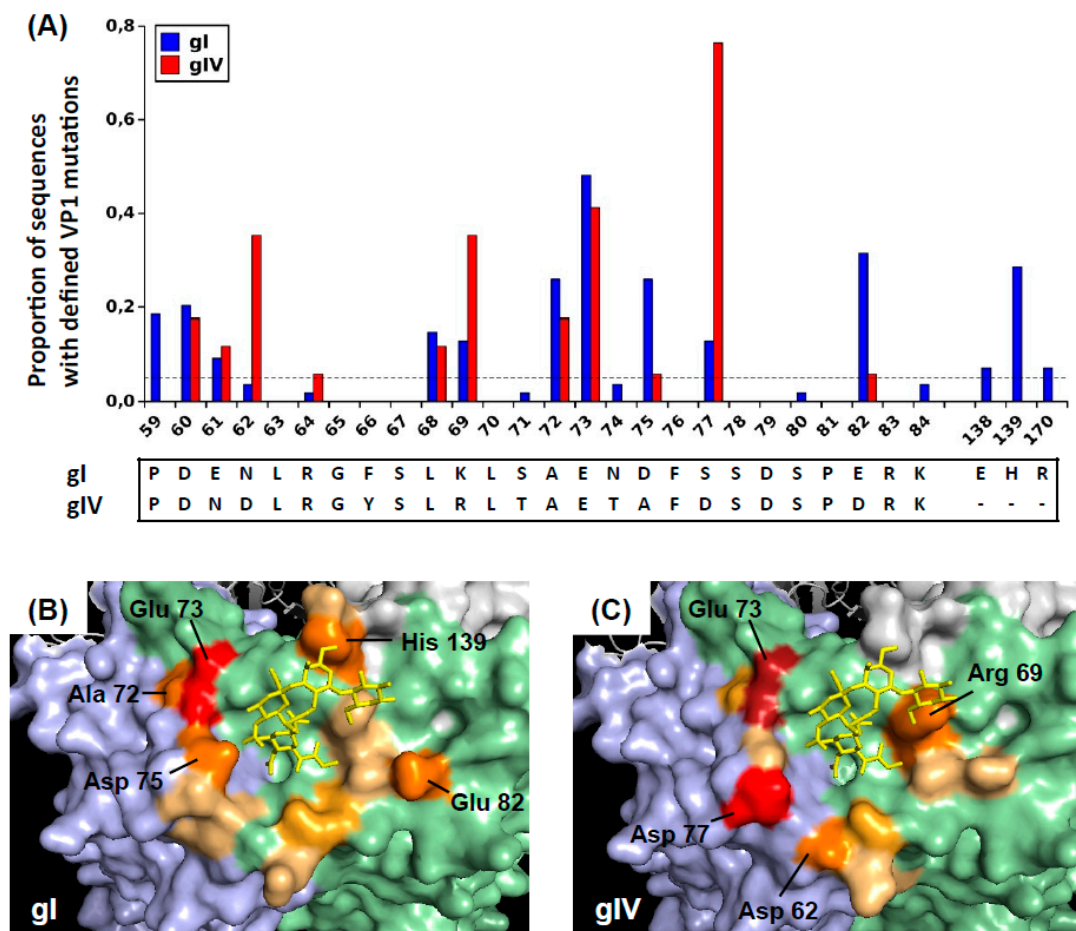 (A)
Proportion of sequences
with defined VP1 mutations
0,8
0,6
0,4
0,2
0,0
gI
gIV
59 60 61 62 63 64 65 66 67 68 69 70 71 72 73 74 75 76 77 78 79 80 82 83 84 138 139 170
gI P D E N L R G F S L K L S A E N D F S S D S P E R K E H R
gIV P D N D L R G Y S L R L T A E T A F D S D S P D R K - - -
(B)
Glu 73
His 139
Ala 72
Asp 75
Glu 82
gI
(C)
Glu 73
Arg 69
Asp 77
Asp 62
gIV